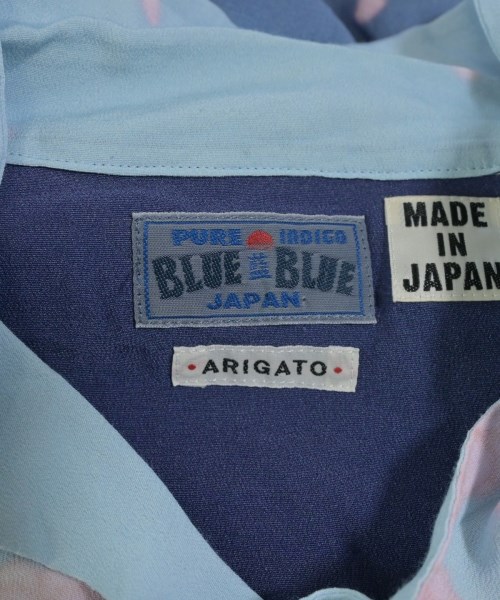 PURE INDIGO
BLUE BLUE
JAPAN
MADE
IN
JAPAN
• ARIGATO •